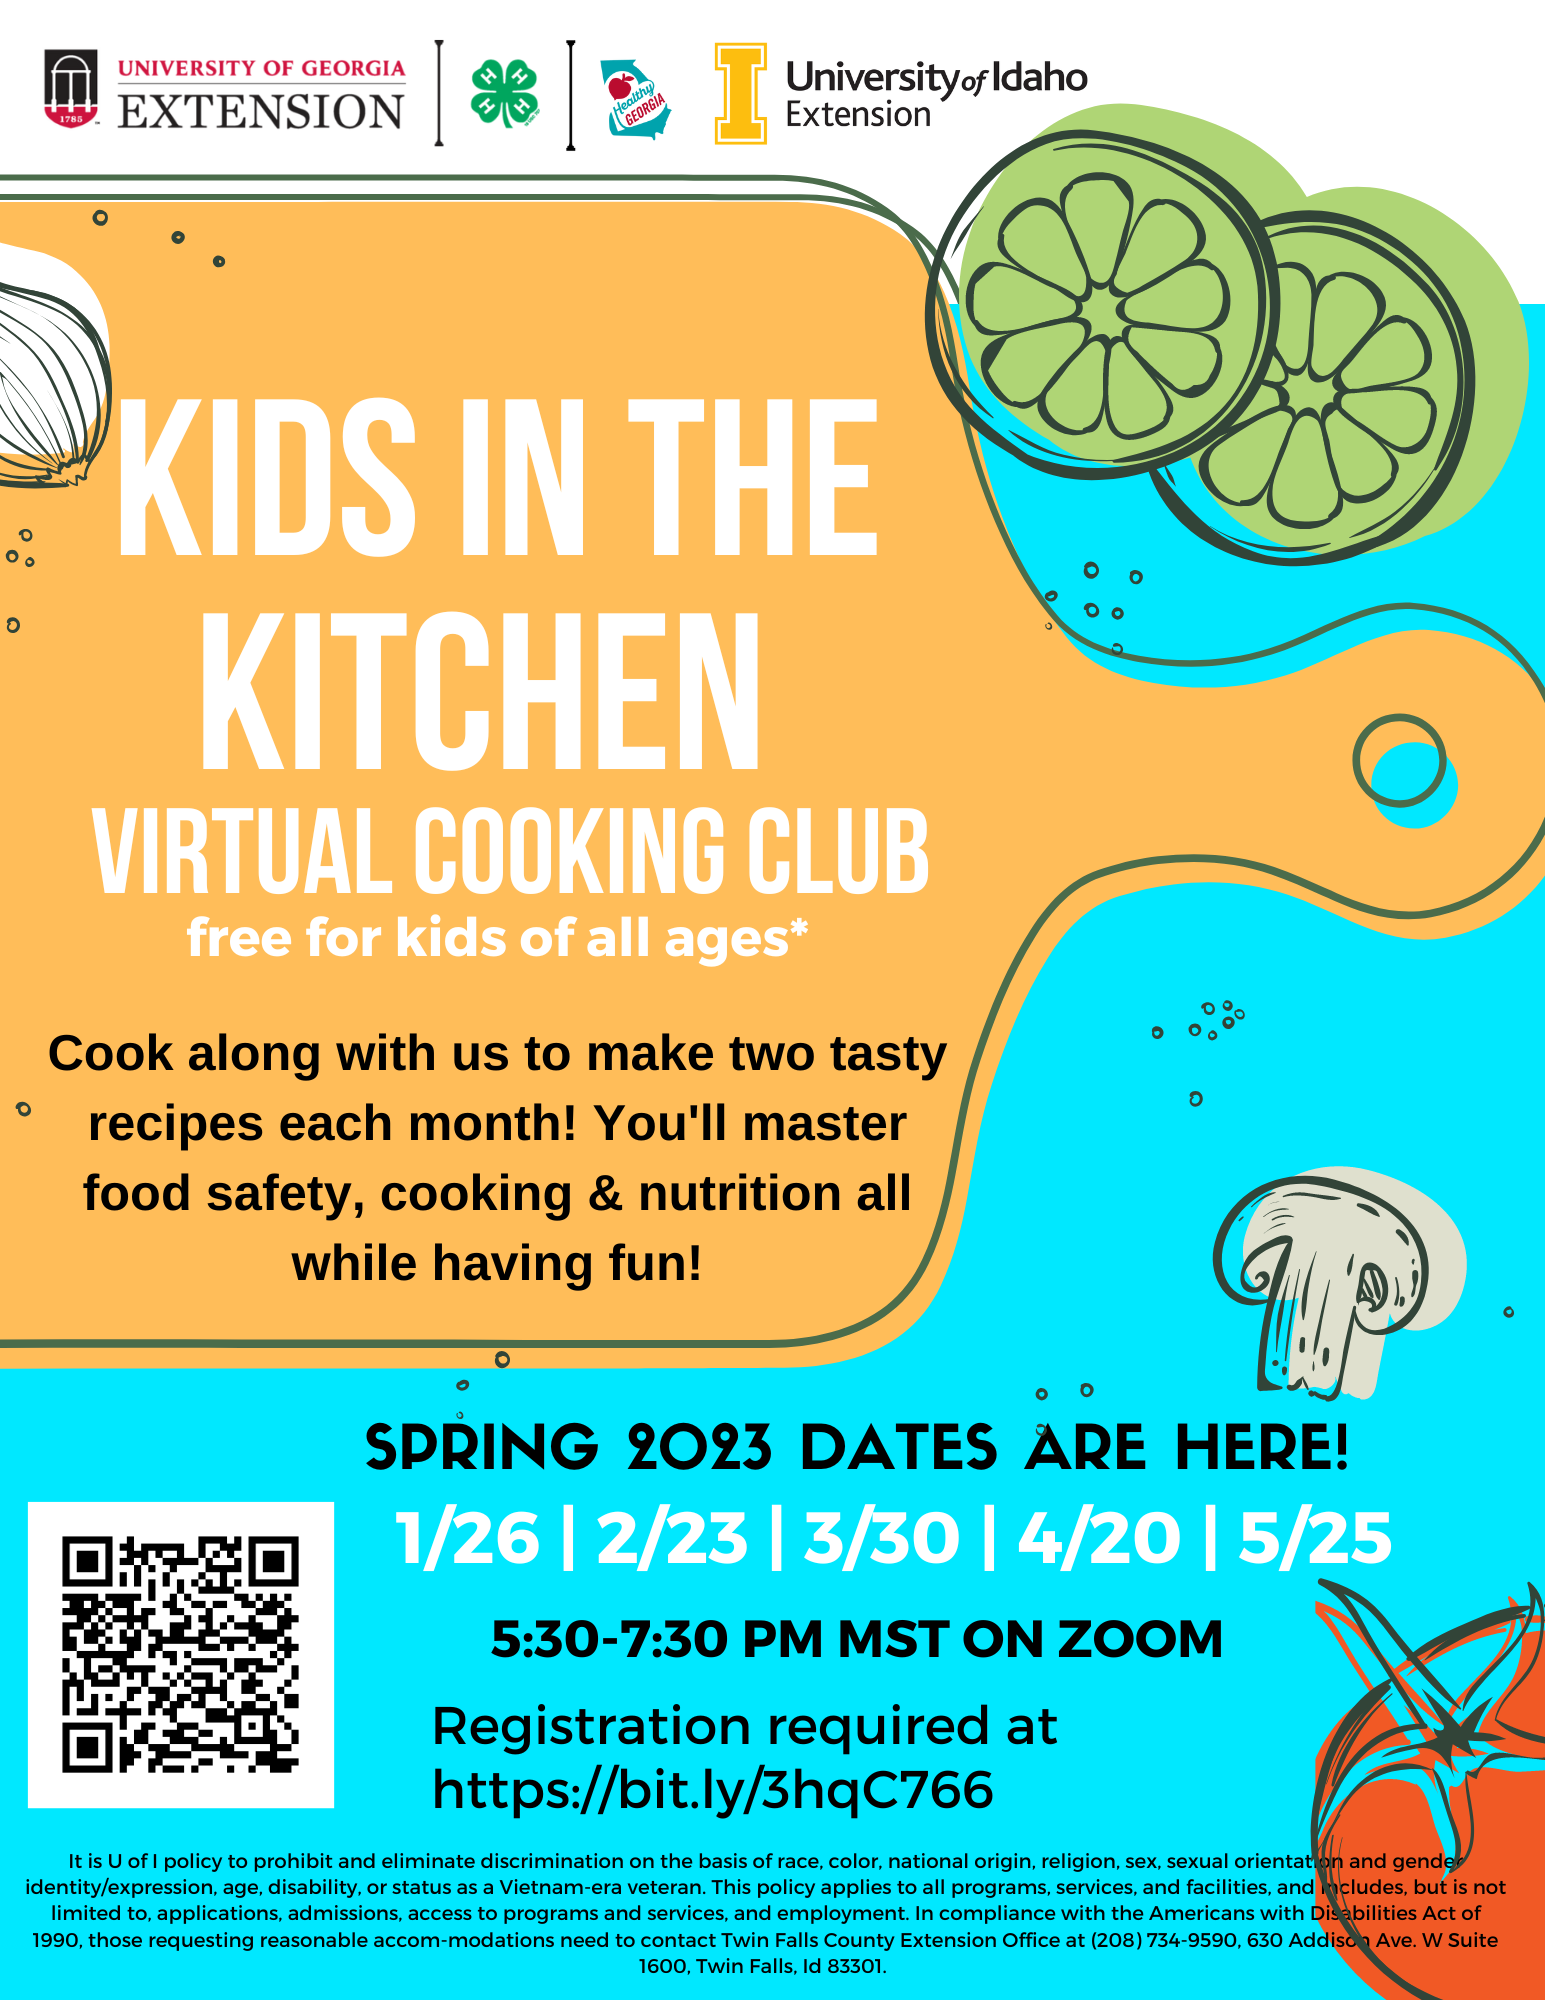 UNIVERSITY OF GEORGIA
EXTENSION
1785
H H H H
Healthy
GEORGIA
I
University of Idaho
Extension
KIDS IN THE
KITCHEN
VIRTUAL COOKING CLUB
free for kids of all ages*
Cook along with us to make two tasty
recipes each month! You'll master
food safety, cooking & nutrition all
while having fun!
SPRING 2023 DATES ARE HERE!
1/26 | 2/23 | 3/30 | 4/20 | 5/25
5:30-7:30 PM MST ON ZOOM
Registration required at
https://bit.ly/3hqC766
It is U of I policy to prohibit and eliminate discrimination on the basis of race, color, national origin, religion, sex, sexual orientation and gender
identity/expression, age, disability, or status as a Vietnam-era veteran. This policy applies to all programs, services, and facilities, and includes, but is not
limited to, applications, admissions, access to programs and services, and employment. In compliance with the Americans with Disabilities Act of
1990, those requesting reasonable accom-modations need to contact Twin Falls County Extension Office at (208) 734-9590, 630 Addison Ave. W Suite
1600, Twin Falls, Id 83301.